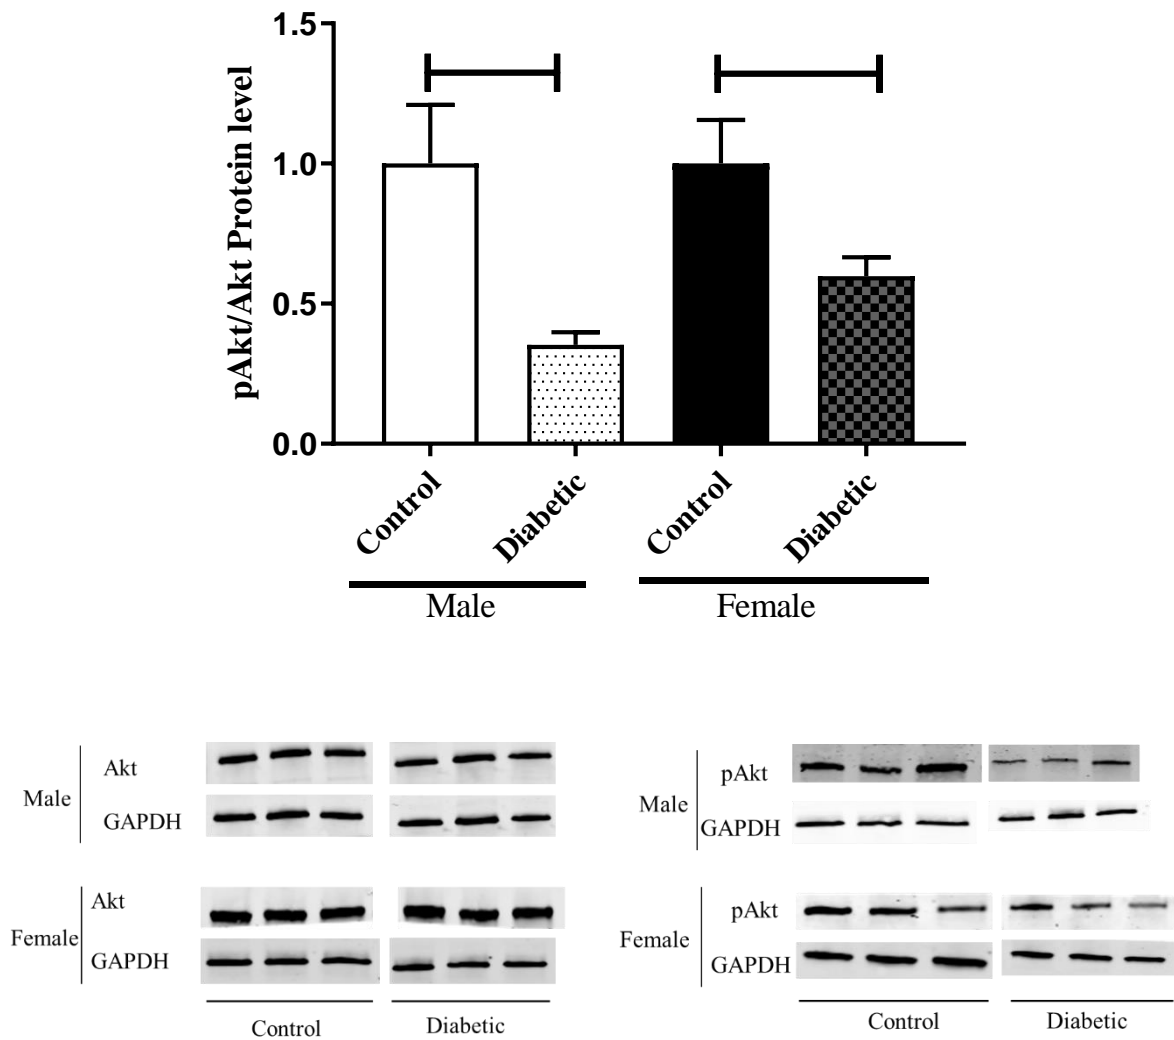 1.5
1.0
0.5
0.0
pAkt/Akt Protein level
Control
Diabetic
Control
Diabetic
Male
Female
Male
Akt
GAPDH
Female
Akt
GAPDH
Control
Diabetic
Male
pAkt
GAPDH
Female
pAkt
GAPDH
Control
Diabetic